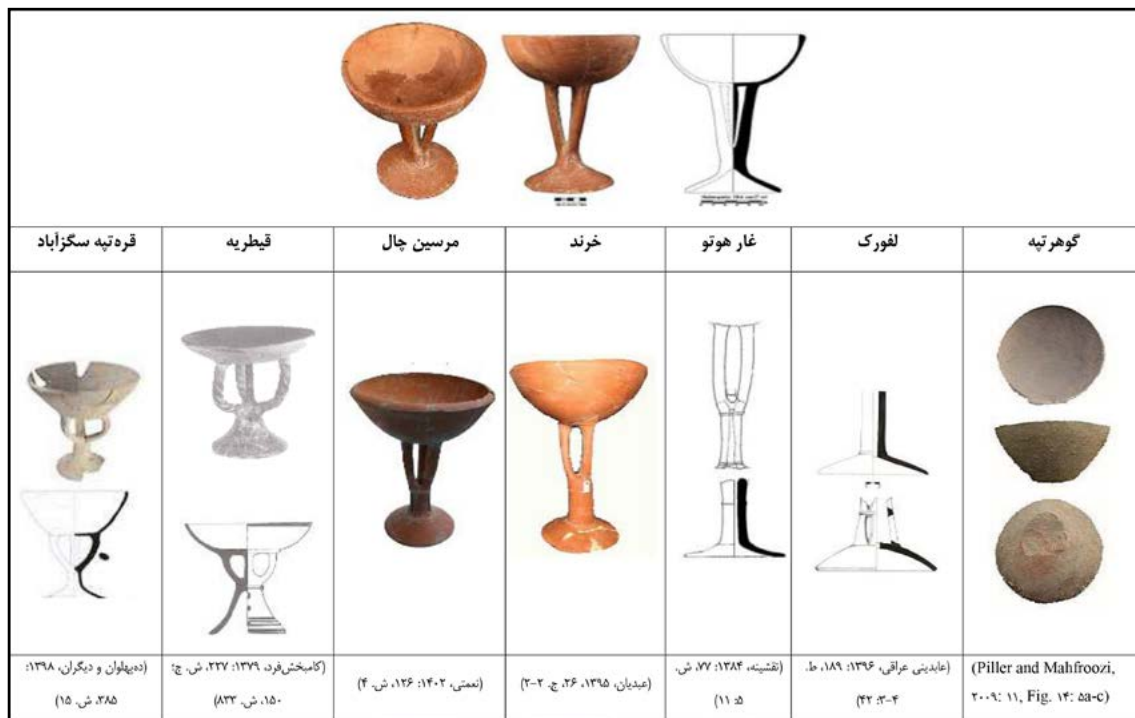 گوهرتپه
لفورک
غار هوتو
خرند
مرسین چال
قیطریه
قره‌تپه سگزآباد
(Piller and Mahfroozi,
۲۰۰۹: ۱۱, Fig. ۱۴: ۵a-c)
(عابدینی عراقی، ۱۳۹۶: ۱۸۹، ط.
۳-۴: ۴۲)
(تقشینه، ۱۳۸۴: ۷۷، ش.
۵: ۱۱)
(عبدیان، ۱۳۹۵، ۲۶، ج. ۲-۲)
(نعمتی، ۱۴۰۲: ۱۲۶، ش. ۴)
(کامبخش‌فرد، ۱۳۷۹: ۲۲۷، ش. ج:
۱۵۰، ش. ۸۳۳)
(دهپهلوان و دیگران، ۱۳۹۸:
۳۸۵، ش. ۱۵)